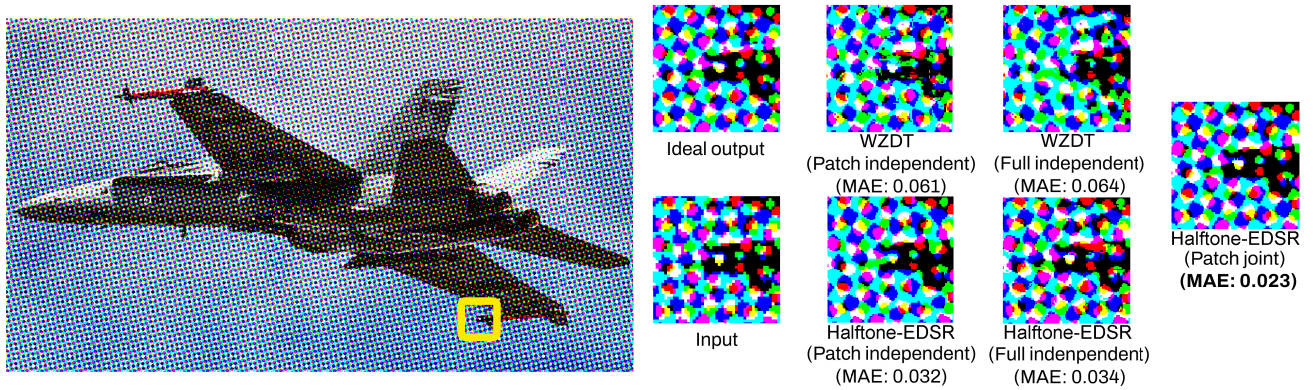 Ideal output
WZDT
(Patch independent)
(MAE: 0.061)
WZDT
(Full independent)
(MAE: 0.064)
Input
Halftone-EDSR
(Patch independent)
(MAE: 0.032)
Halftone-EDSR
(Full indenpendent)
(MAE: 0.034)
Halftone-EDSR
(Patch joint)
(MAE: 0.023)